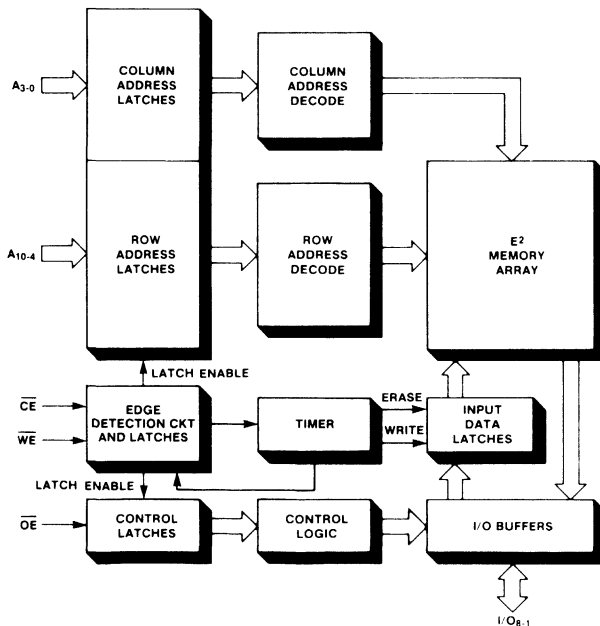 A3-0
COLUMN
ADDRESS
LATCHES
COLUMN
ADDRESS
DECODE
A10-4
ROW
ADDRESS
LATCHES
ROW
ADDRESS
DECODE
E²
MEMORY
ARRAY
LATCH ENABLE
CE
WE
EDGE
DETECTION CKT
AND LATCHES
TIMER
ERASE
WRITE
INPUT
DATA
LATCHES
LATCH ENABLE
OE
CONTROL
LATCHES
CONTROL
LOGIC
I/O BUFFERS
I/O8-1